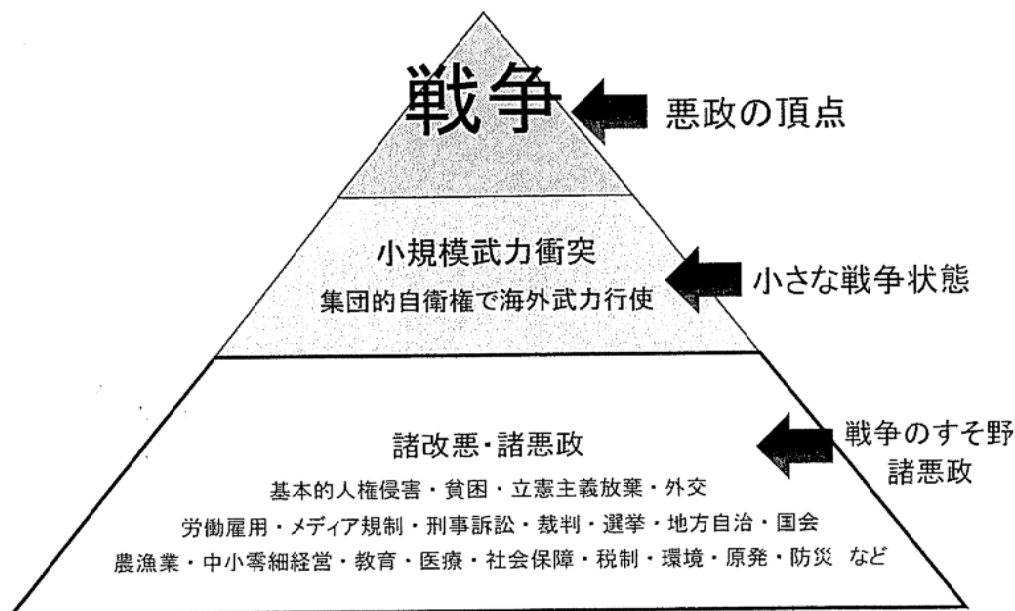 戦争
悪政の頂点
小規模武力衝突
集団的自衛権で海外武力行使
小さな戦争状態
諸改悪・諸悪政
戦争のすそ野
諸悪政
基本的人権侵害・貧困・立憲主義放棄・外交
労働雇用・メディア規制・刑事訴訟・裁判・選挙・地方自治・国会
農漁業・中小零細経営・教育・医療・社会保障・税制・環境・原発・防災 など